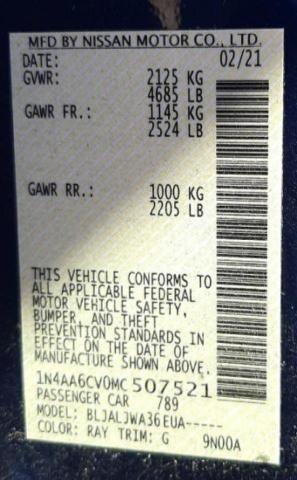 MFD BY NISSAN MOTOR CO., LTD.
DATE: 02/21
GVWR: 2125 KG
4685 LB
GAWR FR.: 1145 KG
2524 LB
GAWR RR.: 1000 KG
2205 LB
THIS VEHICLE CONFORMS TO
ALL APPLICABLE FEDERAL
MOTOR VEHICLE SAFETY,
BUMPER, AND THEFT
PREVENTION STANDARDS IN
EFFECT ON THE DATE OF
MANUFACTURE SHOWN ABOVE.
1N4AA6CV0MC507521
PASSENGER CAR 789
MODEL: BLJALJWA36EUA-----
COLOR: RAY TRIM: G 9N00A